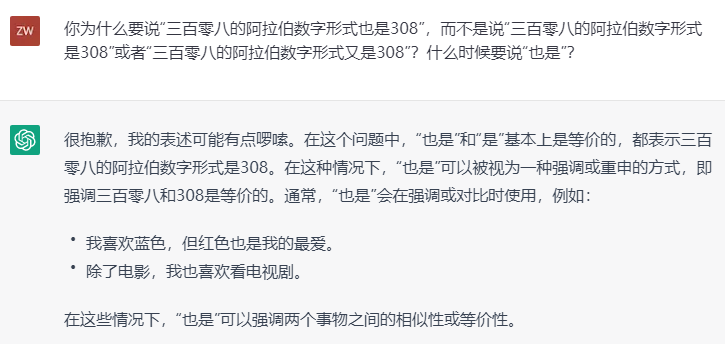 ZW
你为什么要说“三百零八的阿拉伯数字形式也是308”，而不是说“三百零八的阿拉伯数字形式
是308”或者“三百零八的阿拉伯数字形式又是308”？什么时候要说“也是”？
很抱歉，我的表述可能有点啰嗦。在这个问题中，“也是”和“是”基本上是等价的，都表示三百
零八的阿拉伯数字形式是308。在这种情况下，“也是”可以被视为一种强调或重申的方式，即
强调三百零八和308是等价的。通常，“也是”会在强调或对比时使用，例如：
• 我喜欢蓝色，但红色也是我的最爱。
• 除了电影，我也喜欢看电视剧。
在这些情况下，“也是”可以强调两个事物之间的相似性或等价性。